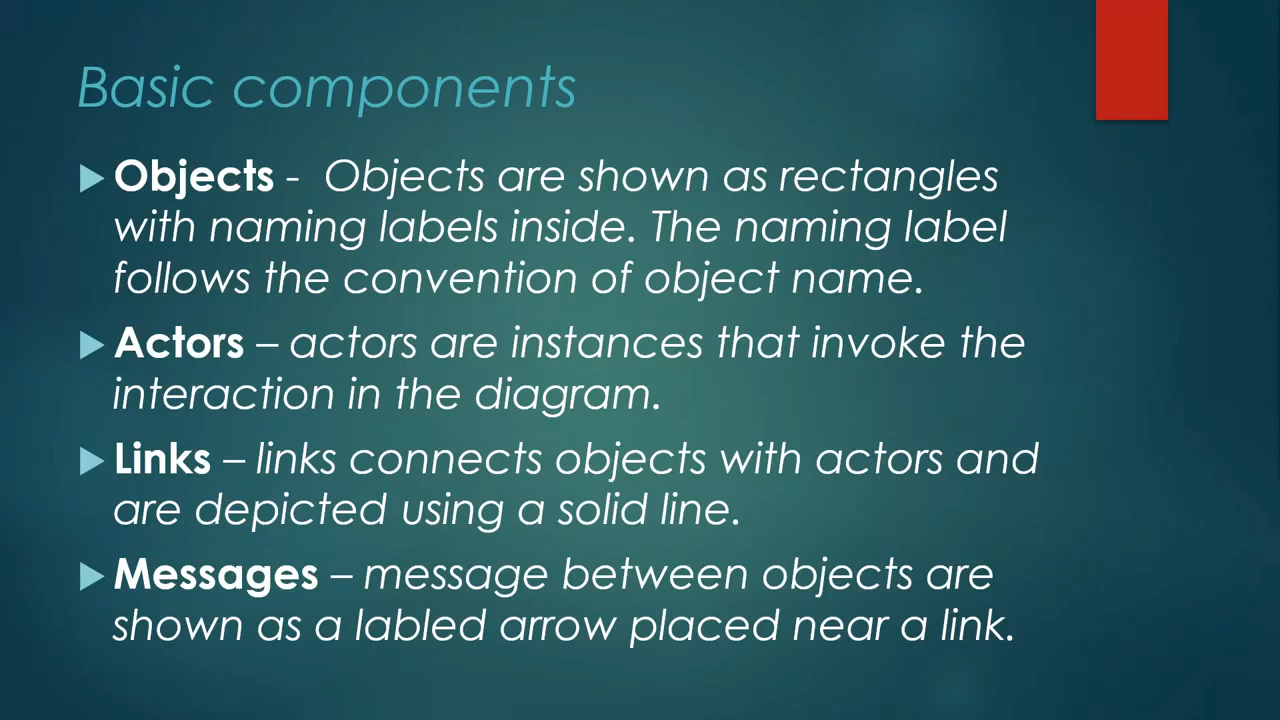 Basic components
Objects - Objects are shown as rectangles
with naming labels inside. The naming label
follows the convention of object name.
Actors – actors are instances that invoke the
interaction in the diagram.
Links – links connects objects with actors and
are depicted using a solid line.
Messages – message between objects are
shown as a labled arrow placed near a link.